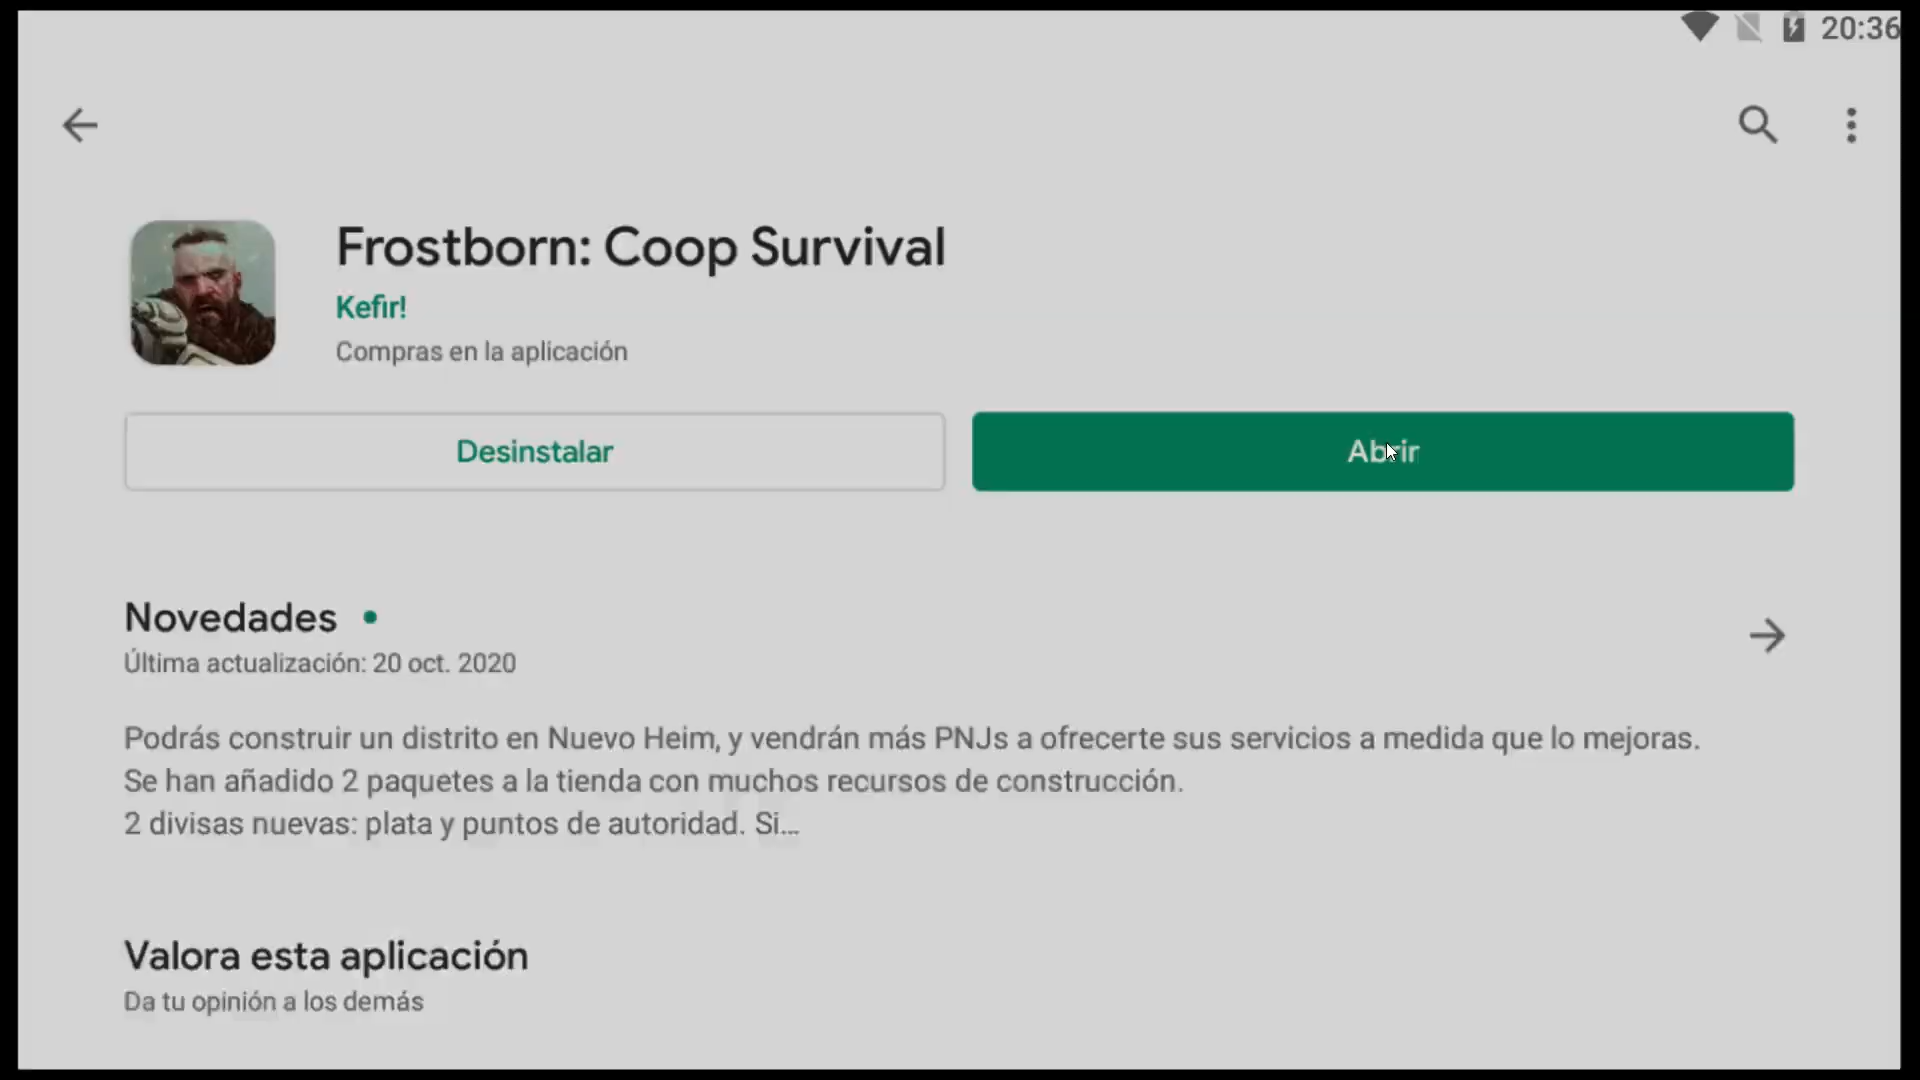 20:36
Frostborn: Coop Survival
Kefir!
Compras en la aplicación
Desinstalar
Abrir
Novedades
Última actualización: 20 oct. 2020
Podrás construir un distrito en Nuevo Heim, y vendrán más PNJs a ofrecerte sus servicios a medida que lo mejoras.
Se han añadido 2 paquetes a la tienda con muchos recursos de construcción.
2 divisas nuevas: plata y puntos de autoridad. Si...
Valora esta aplicación
Da tu opinión a los demás